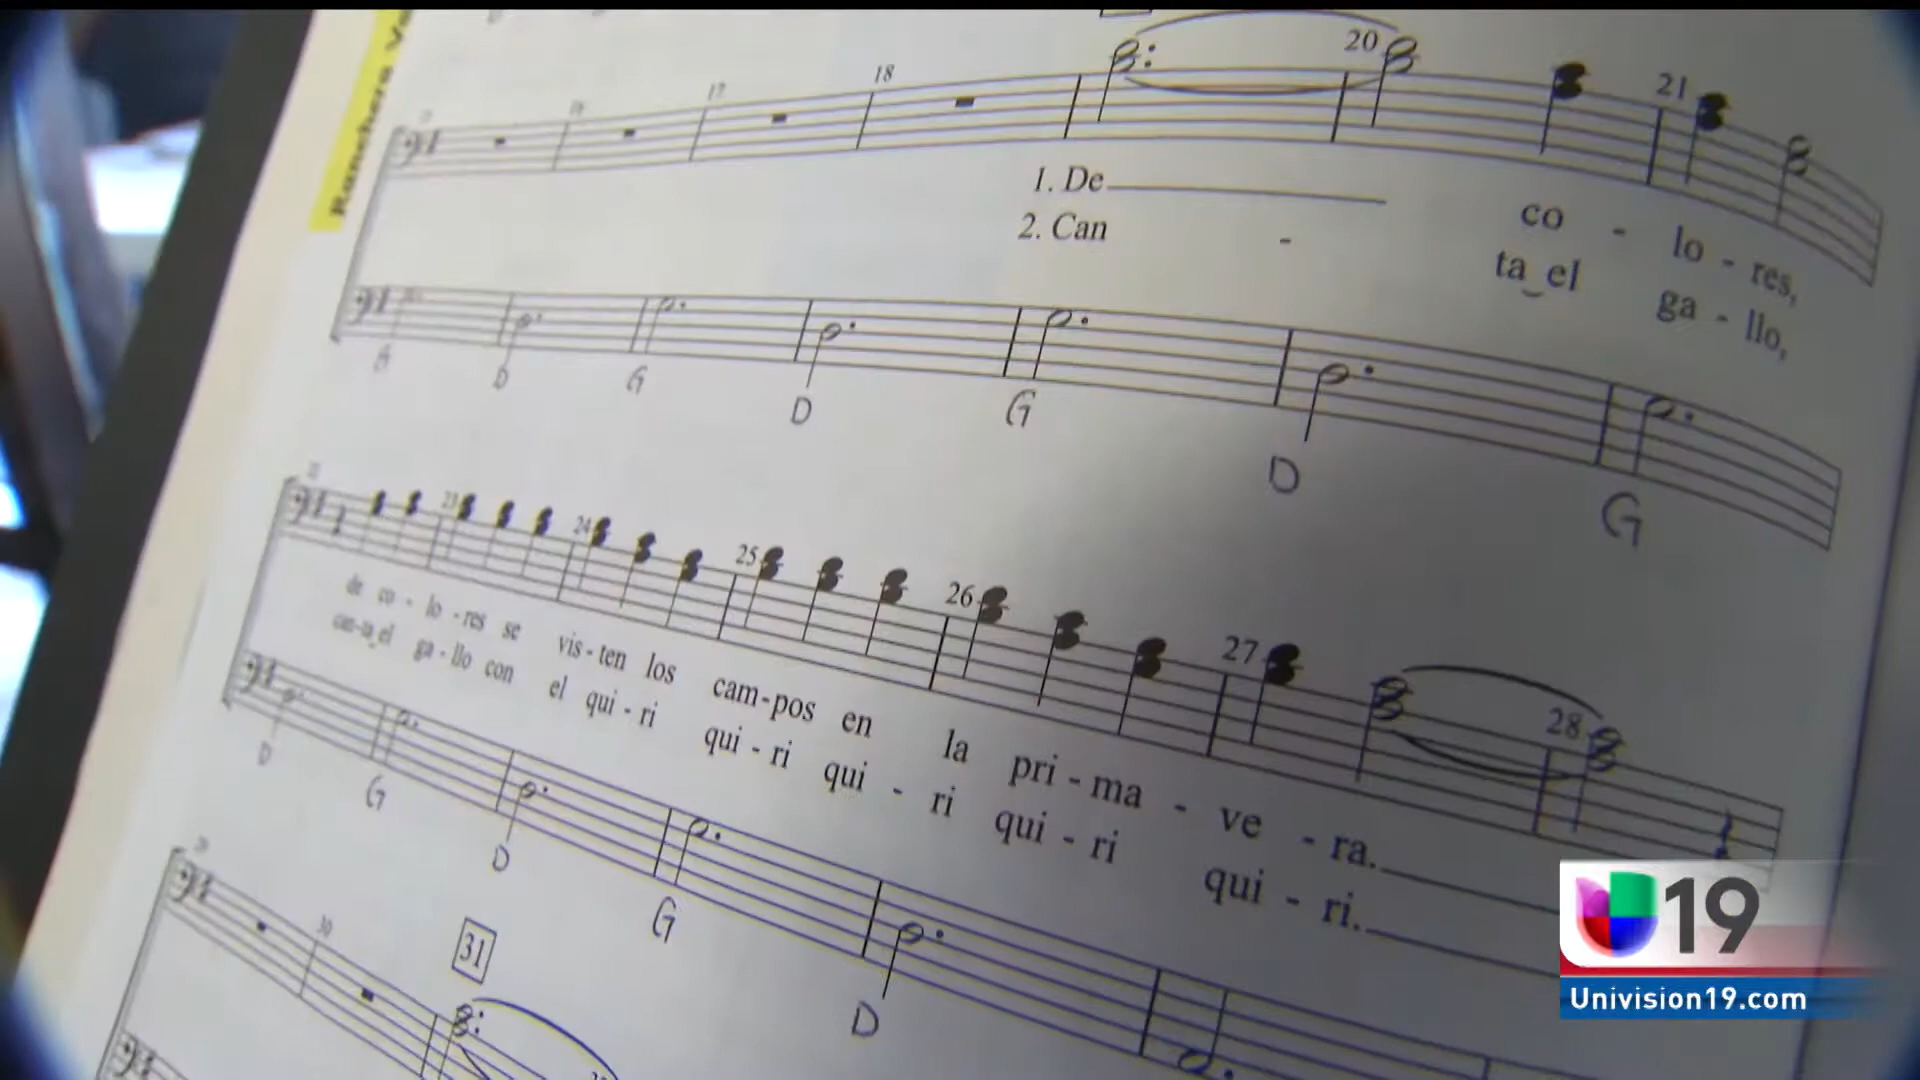 Ranchera Va
16 17 18 20 21
1. De co - lo - res,
2. Can - ta_el ga - llo,
G D G D G D G
23 24 25 26 27 28
de co - lo - res se vis - ten los cam - pos en la pri - ma - ve - ra.
can - ta_el ga - llo con el qui - ri qui - ri qui - ri qui - ri qui - ri.
D G D G D
30 31
19
Univision19.com